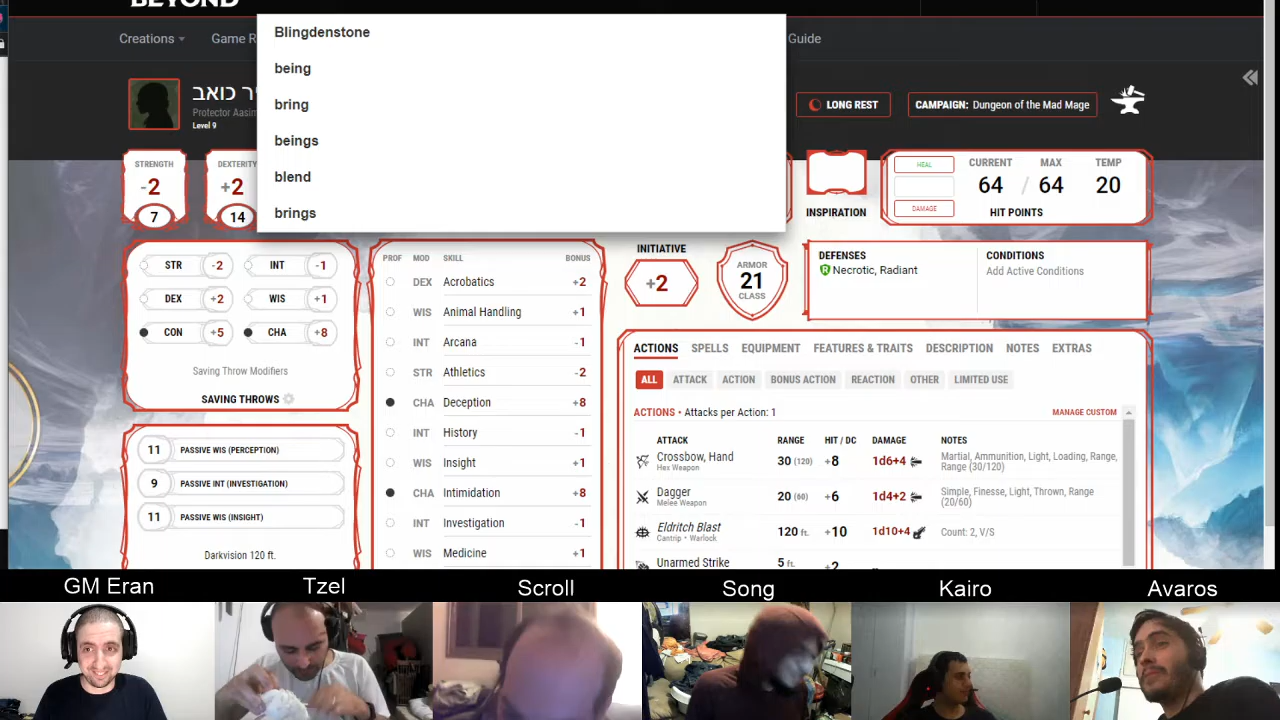 BEYOND
Creations
Game R
Guide
Blingdenstone
being
bring
beings
blend
brings
יר כואב
Protector Aasim
Level 9
LONG REST
CAMPAIGN: Dungeon of the Mad Mage
STRENGTH
-2
7
DEXTERITY
+2
14
INSPIRATION
HEAL
DAMAGE
CURRENT
64
/
MAX
64
TEMP
20
HIT POINTS
STR -2
INT -1
DEX +2
WIS +1
CON +5
CHA +8
Saving Throw Modifiers
SAVING THROWS
11 PASSIVE WIS (PERCEPTION)
9 PASSIVE INT (INVESTIGATION)
11 PASSIVE WIS (INSIGHT)
Darkvision 120 ft.
PROF MOD SKILL BONUS
DEX Acrobatics +2
WIS Animal Handling +1
INT Arcana -1
STR Athletics -2
CHA Deception +8
INT History -1
WIS Insight +1
CHA Intimidation +8
INT Investigation -1
WIS Medicine +1
INITIATIVE
+2
ARMOR
21
CLASS
DEFENSES
Necrotic, Radiant
CONDITIONS
Add Active Conditions
ACTIONS SPELLS EQUIPMENT FEATURES & TRAITS DESCRIPTION NOTES EXTRAS
ALL ATTACK ACTION BONUS ACTION REACTION OTHER LIMITED USE
ACTIONS • Attacks per Action: 1
MANAGE CUSTOM
ATTACK RANGE HIT / DC DAMAGE NOTES
Crossbow, Hand
Hex Weapon
30 (120) +8 1d6+4
Martial, Ammunition, Light, Loading, Range,
Range (30/120)
Dagger
Melee Weapon
20 (60) +6 1d4+2
Simple, Finesse, Light, Thrown, Range
(20/60)
Eldritch Blast
Cantrip • Warlock
120 ft. +10 1d10+4
Count: 2, V/S
Unarmed Strike
5 ft.
+2
GM Eran
Tzel
Scroll
Song
Kairo
Avaros